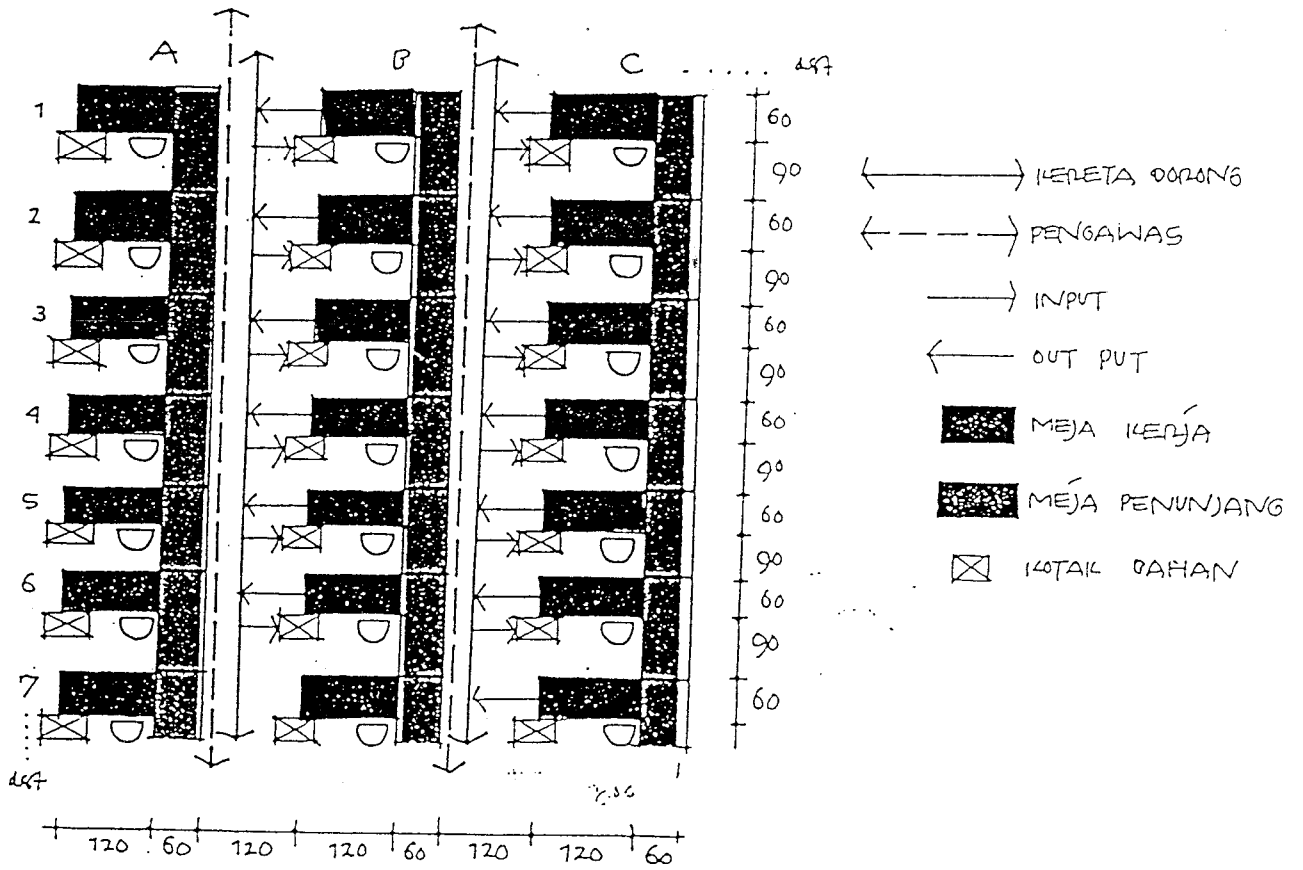 A B C ..... dst
1
2
3
4
5
6
7
dst
60
90
60
90
60
90
60
90
60
90
60
90
60
KERETA DORONG
PENGAWAS
INPUT
OUT PUT
MEJA KERJA
MEJA PENUNJANG
KOTAK BAHAN
120 60 120 120 60 120 120 60